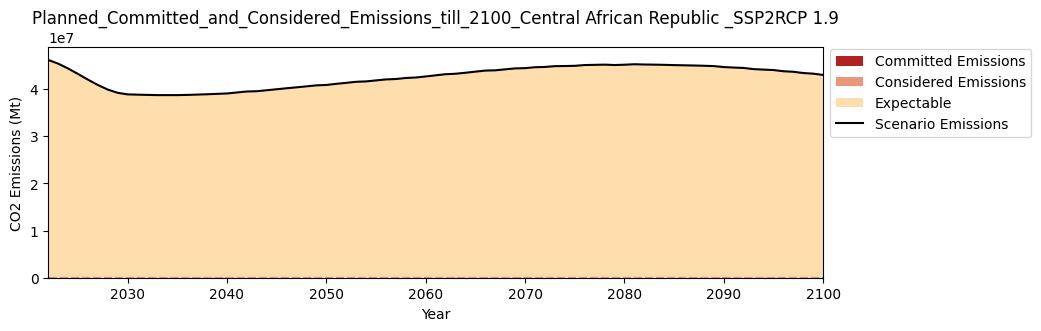 Planned_Committed_and_Considered_Emissions_till_2100_Central African Republic _SSP2RCP 1.9
1e7
Committed Emissions
Considered Emissions
Expectable
Scenario Emissions
CO2 Emissions (Mt)
4
3
2
1
0
2030 2040 2050 2060 2070 2080 2090 2100
Year